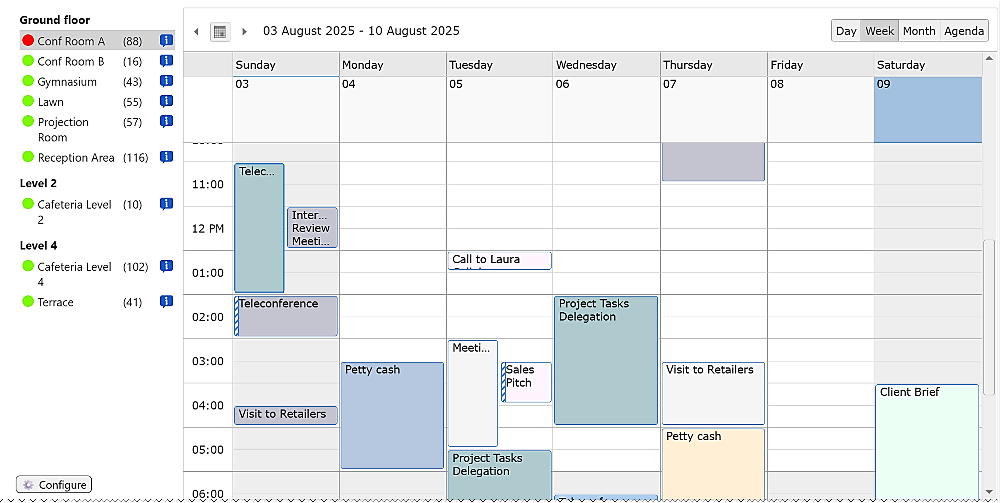 Ground floor
Conf Room A (88)
Conf Room B (16)
Gymnasium (43)
Lawn (55)
Projection (57)
Room
Reception Area (116)
Level 2
Cafeteria Level (10)
2
Level 4
Cafeteria Level (102)
4
Terrace (41)
Configure
03 August 2025 - 10 August 2025
Day Week Month Agenda
Sunday Monday Tuesday Wednesday Thursday Friday Saturday
03 04 05 06 07 08 09
Telec...
11:00
Inter...
Review
Meeti...
12 PM
Call to Laura
01:00
Teleconference
Project Tasks
Delegation
02:00
Meeti...
03:00
Petty cash
Sales
Pitch
Visit to Retailers
Client Brief
04:00
Visit to Retailers
Petty cash
05:00
Project Tasks
Delegation
06:00